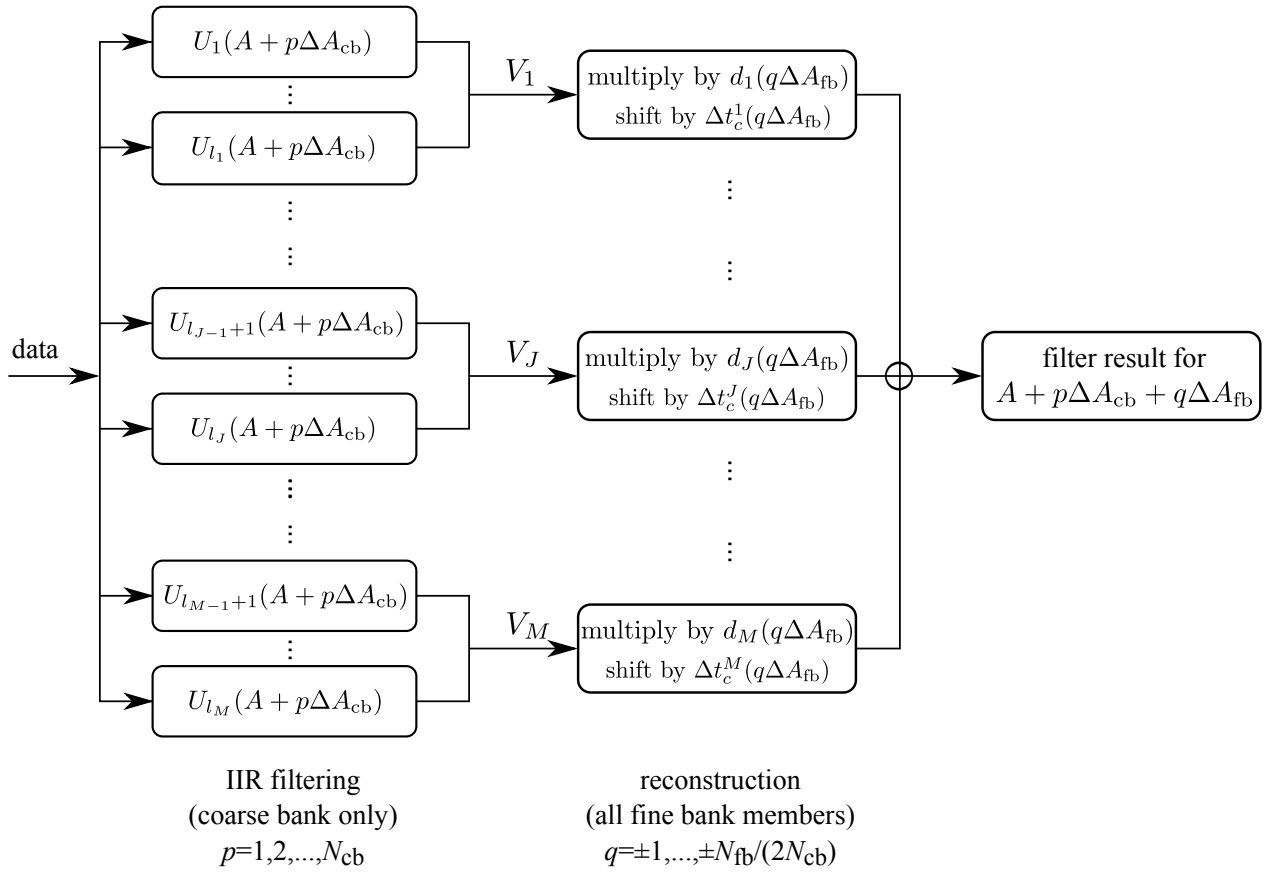 U_1(A + pΔA_cb)
⋮
U_{l_1}(A + pΔA_cb)
⋮
⋮
U_{l_{J−1}+1}(A + pΔA_cb)
⋮
U_{l_J}(A + pΔA_cb)
⋮
⋮
U_{l_{M−1}+1}(A + pΔA_cb)
⋮
U_{l_M}(A + pΔA_cb)
data
V_1
V_J
V_M
multiply by d_1(qΔA_fb)
shift by Δt_c^1(qΔA_fb)
⋮
⋮
multiply by d_J(qΔA_fb)
shift by Δt_c^J(qΔA_fb)
⋮
⋮
multiply by d_M(qΔA_fb)
shift by Δt_c^M(qΔA_fb)
filter result for
A + pΔA_cb + qΔA_fb
IIR filtering
(coarse bank only)
p=1,2,...,N_cb
reconstruction
(all fine bank members)
q=±1,...,±N_fb/(2N_cb)